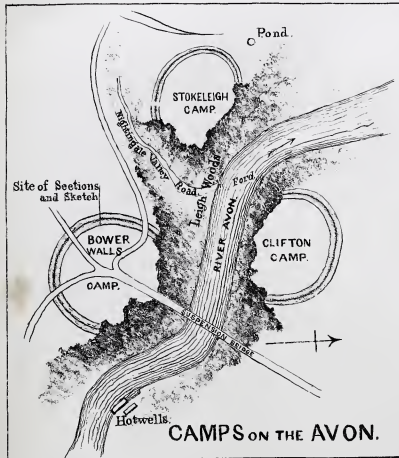 Pond.
STOKELEIGH
CAMP.
Nightingale Valley Road.
Leigh Woods
Ford.
Site of Sections
and Sketch
BOWER
WALLS
CAMP.
RIVER AVON
CLIFTON
CAMP.
SUSPENSION BRIDGE
Hotwells.
CAMPS ON THE AVON.